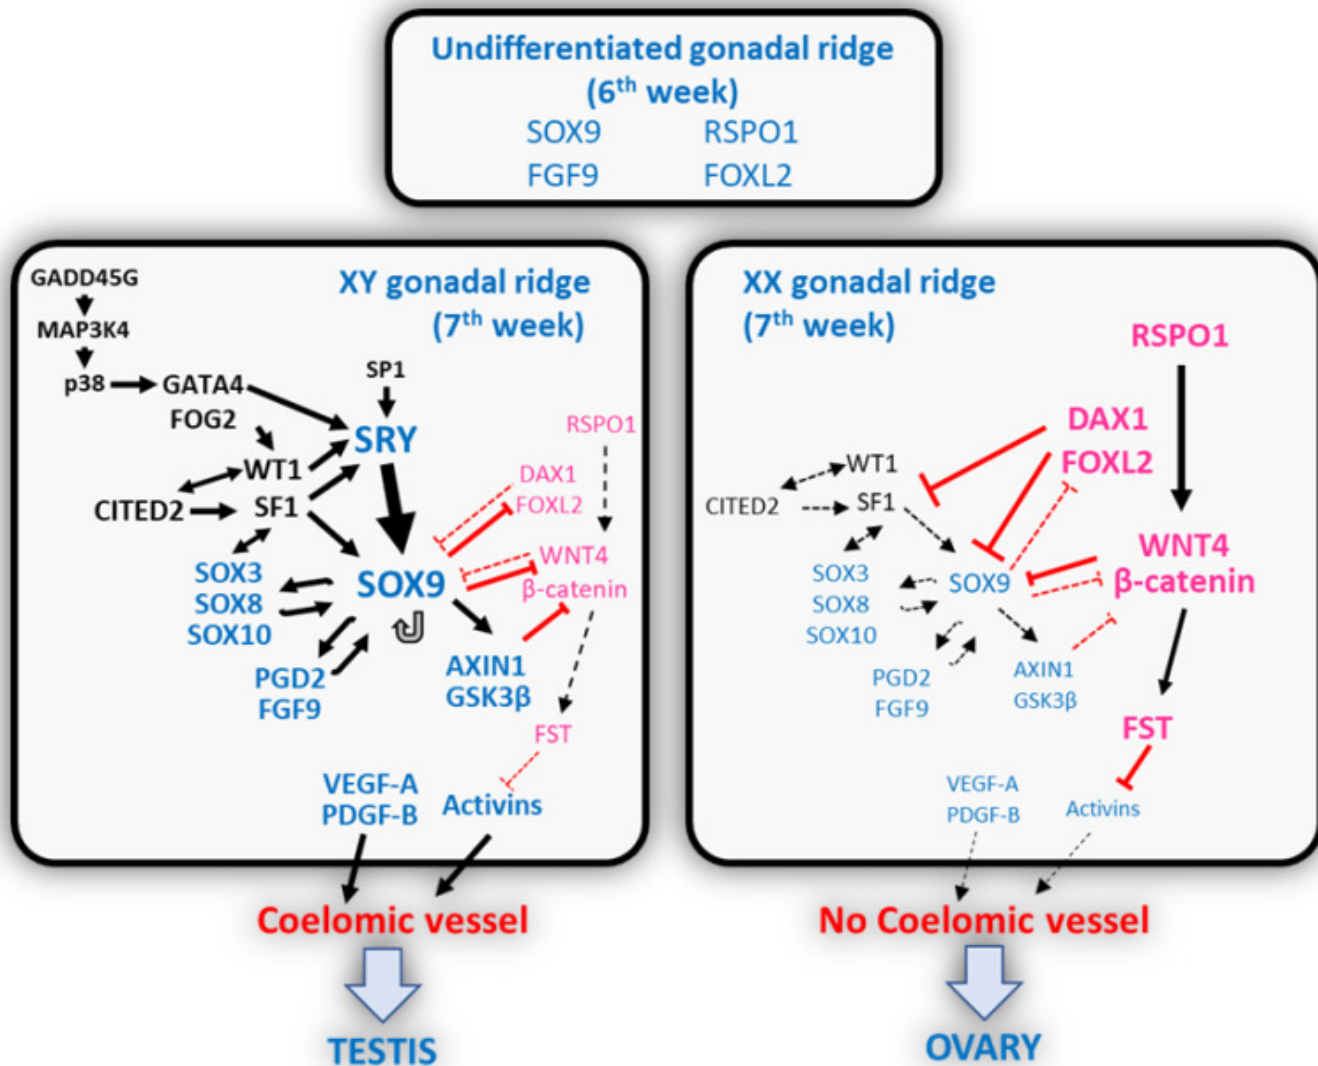 Undifferentiated gonadal ridge
(6th week)
SOX9 RSPO1
FGF9 FOXL2
XY gonadal ridge
(7th week)
GADD45G
MAP3K4
p38
GATA4
FOG2
SP1
SRY
WT1
CITED2
SF1
RSPO1
DAX1
FOXL2
WNT4
β-catenin
SOX9
SOX3
SOX8
SOX10
PGD2
FGF9
AXIN1
GSK3β
FST
VEGF-A
PDGF-B
Activins
Coelomic vessel
TESTIS
XX gonadal ridge
(7th week)
RSPO1
DAX1
FOXL2
WT1
CITED2
SF1
WNT4
β-catenin
SOX9
SOX3
SOX8
SOX10
PGD2
FGF9
AXIN1
GSK3β
FST
VEGF-A
PDGF-B
Activins
No Coelomic vessel
OVARY